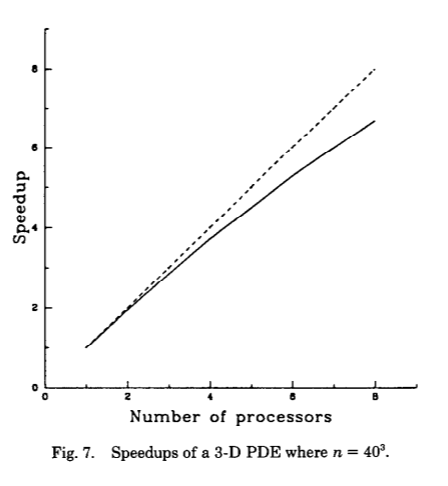 8
6
4
2
0
Speedup
0 2 4 6 8
Number of processors
Fig. 7. Speedups of a 3-D PDE where n = 40³.